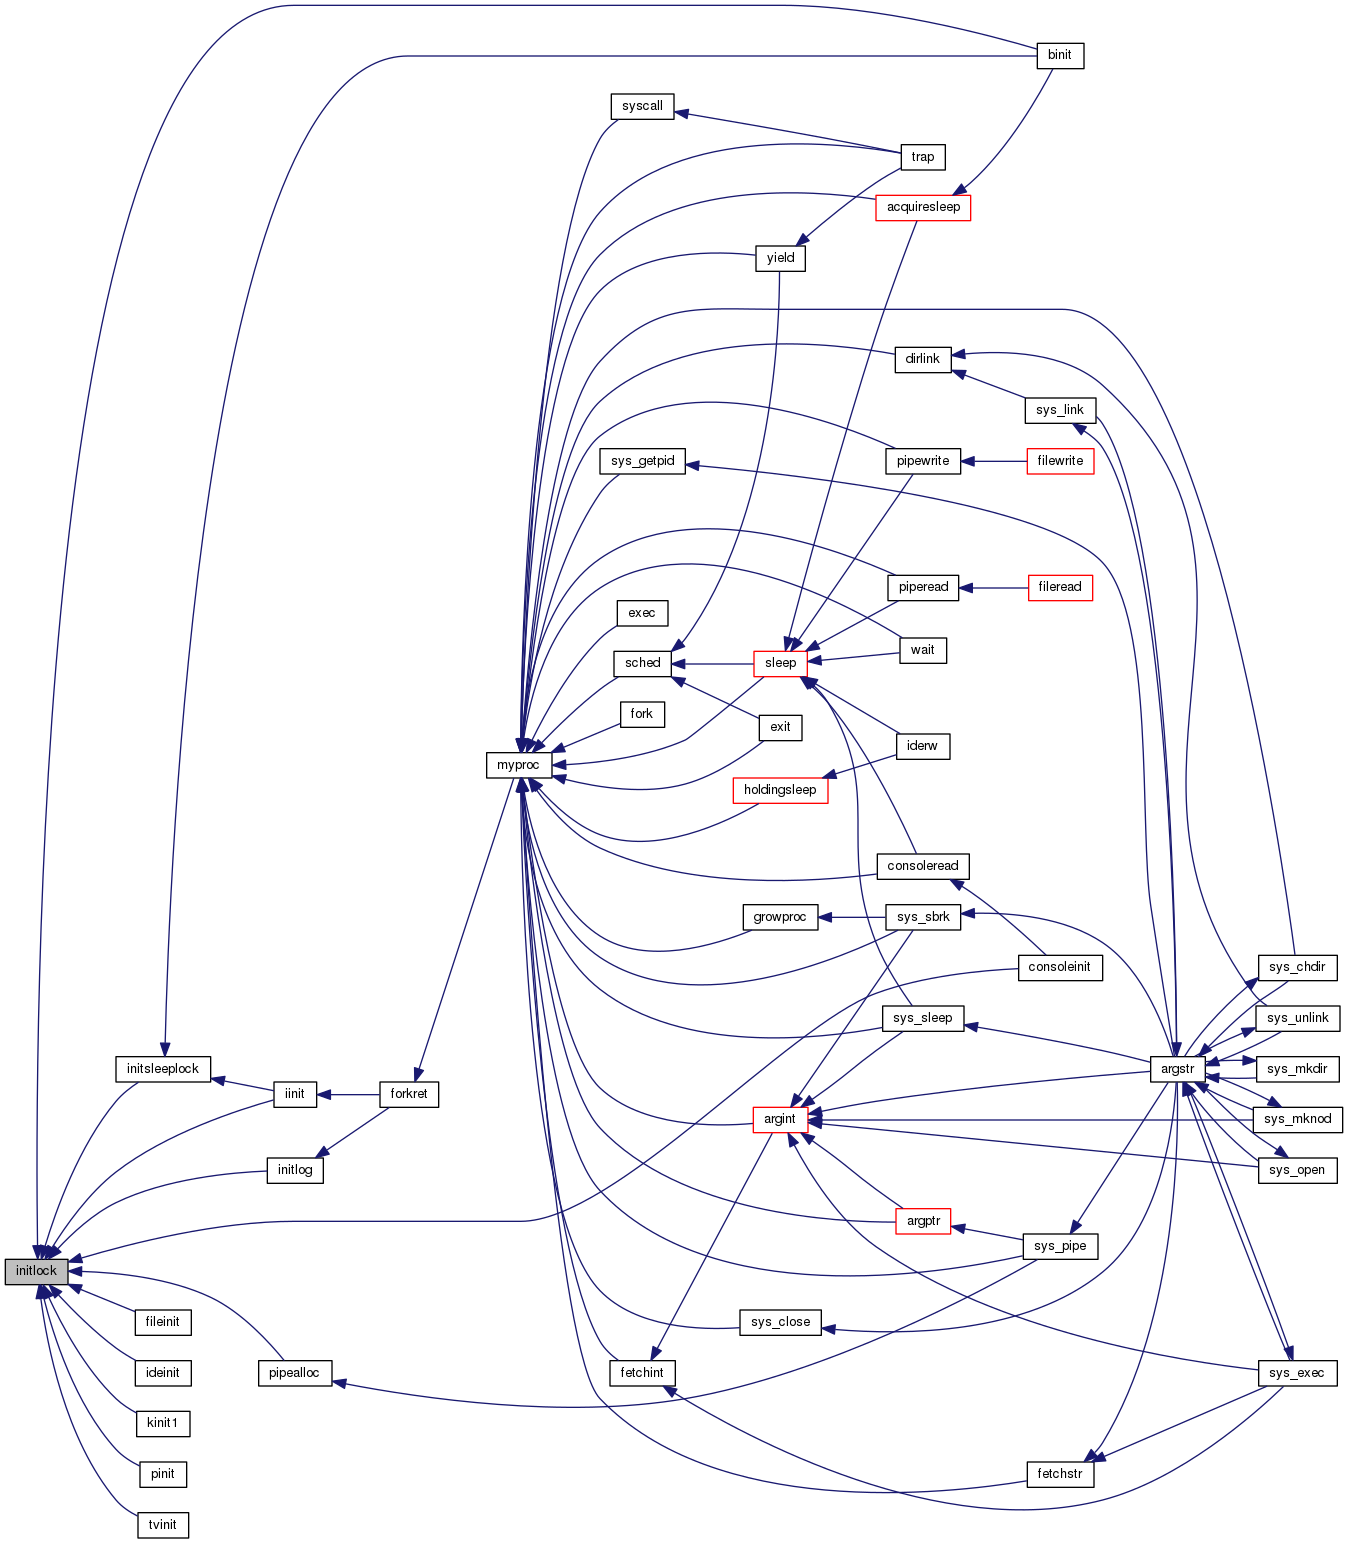 binit
syscall
trap
acquiresleep
yield
dirlink
sys_link
sys_getpid
pipewrite
filewrite
piperead
fileread
exec
wait
sched
sleep
fork
exit
iderw
myproc
holdingsleep
consoleread
growproc
sys_sbrk
consoleinit
sys_chdir
sys_sleep
sys_unlink
initsleeplock
argstr
sys_mkdir
iinit
forkret
argint
sys_mknod
initlog
sys_open
argptr
sys_pipe
initlock
fileinit
sys_close
ideinit
pipealloc
fetchint
sys_exec
kinit1
pinit
fetchstr
tvinit